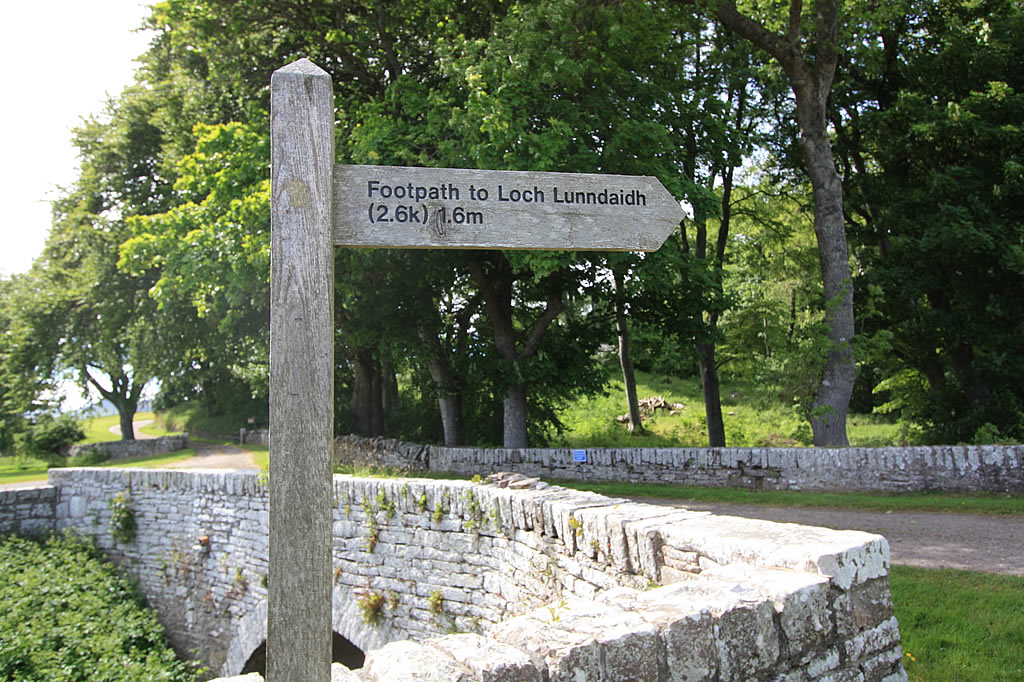 Footpath to Loch Lunndaidh
(2.6k) 1.6m